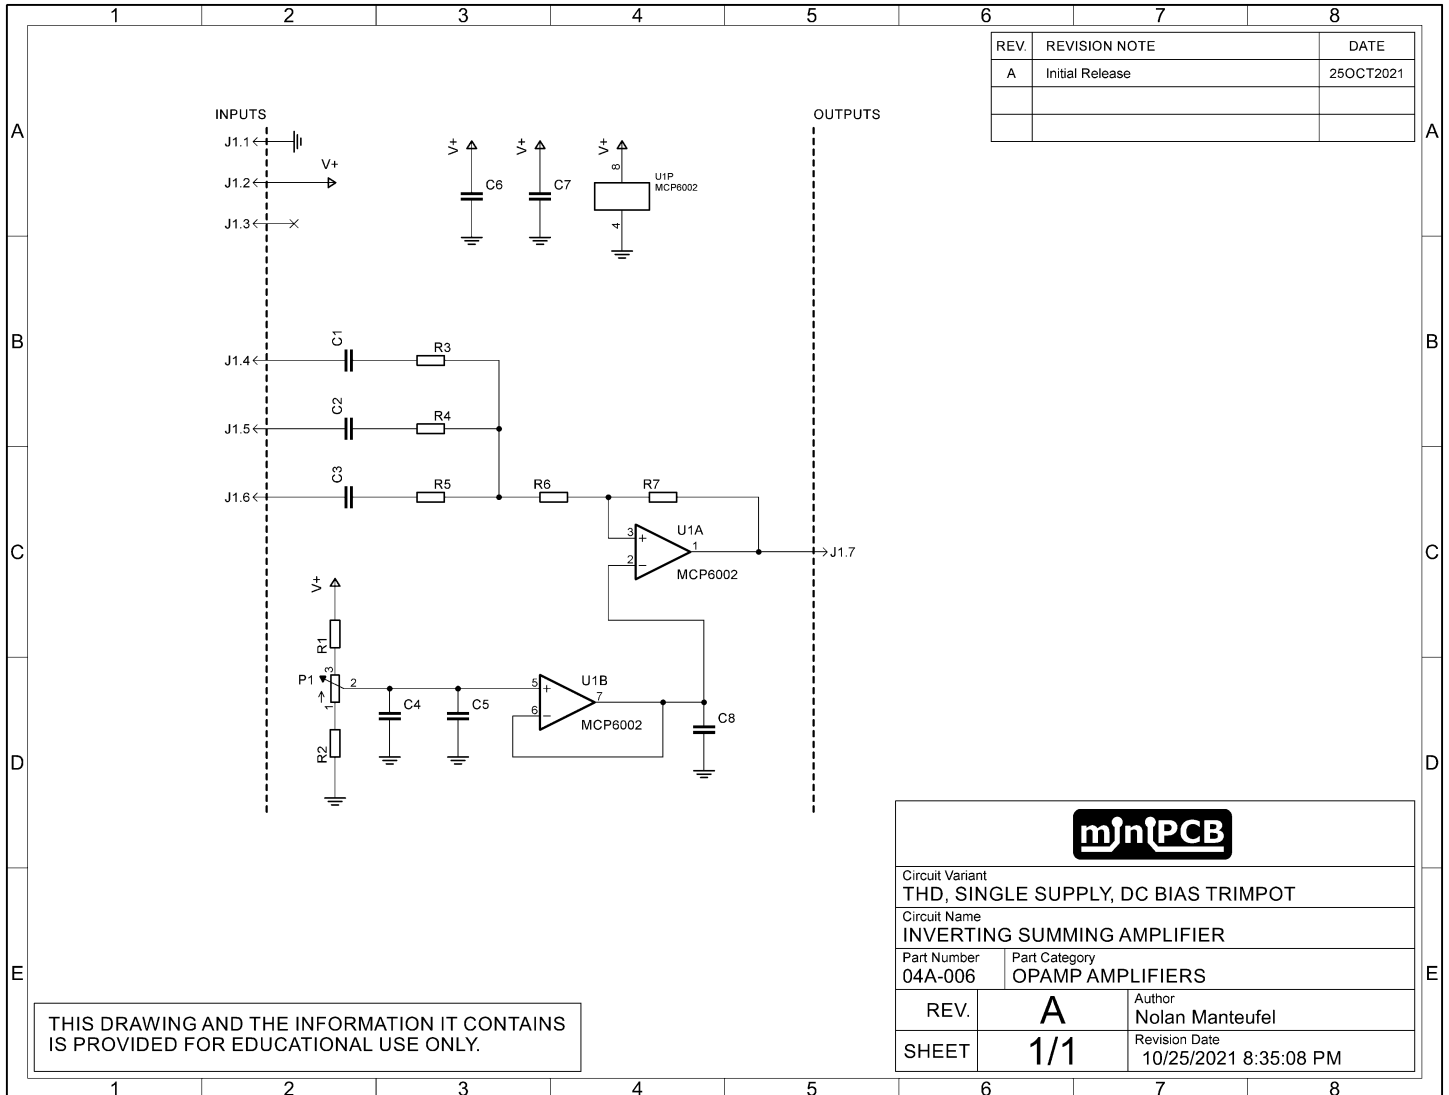 1 2 3 4 5 6 7 8
REV. REVISION NOTE DATE
A Initial Release 25OCT2021
INPUTS OUTPUTS
A A
J1.1
V+
J1.2
J1.3
V+ V+ V+
C6 C7
8
U1P
MCP6002
4
B B
J1.4 C1 R3
J1.5 C2 R4
J1.6 C3 R5 R6 R7
C C
3 + U1A
1
2 −
MCP6002
J1.7
V+
R1
P1 3
2
1
R2
C4 C5
5 + U1B
7
6 −
MCP6002
C8
D D
miniPCB
Circuit Variant
THD, SINGLE SUPPLY, DC BIAS TRIMPOT
Circuit Name
INVERTING SUMMING AMPLIFIER
Part Number Part Category
04A-006 OPAMP AMPLIFIERS
E E
REV. A Author
Nolan Manteufel
SHEET 1/1 Revision Date
10/25/2021 8:35:08 PM
THIS DRAWING AND THE INFORMATION IT CONTAINS
IS PROVIDED FOR EDUCATIONAL USE ONLY.
1 2 3 4 5 6 7 8